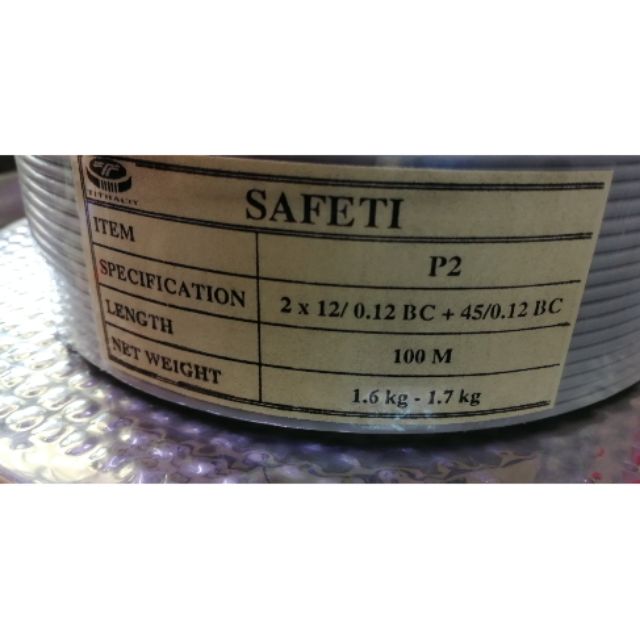 TITHACIT
SAFETI
ITEM P2
SPECIFICATION 2 x 12/ 0.12 BC + 45/0.12 BC
LENGTH 100 M
NET WEIGHT 1.6 kg - 1.7 kg